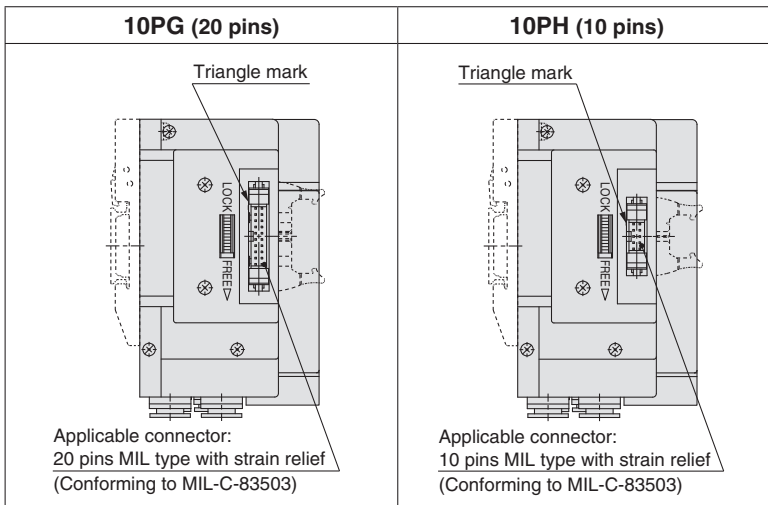 10PG (20 pins)
Triangle mark
LOCK
FREE
Applicable connector:
20 pins MIL type with strain relief
(Conforming to MIL-C-83503)
10PH (10 pins)
Triangle mark
LOCK
FREE
Applicable connector:
10 pins MIL type with strain relief
(Conforming to MIL-C-83503)